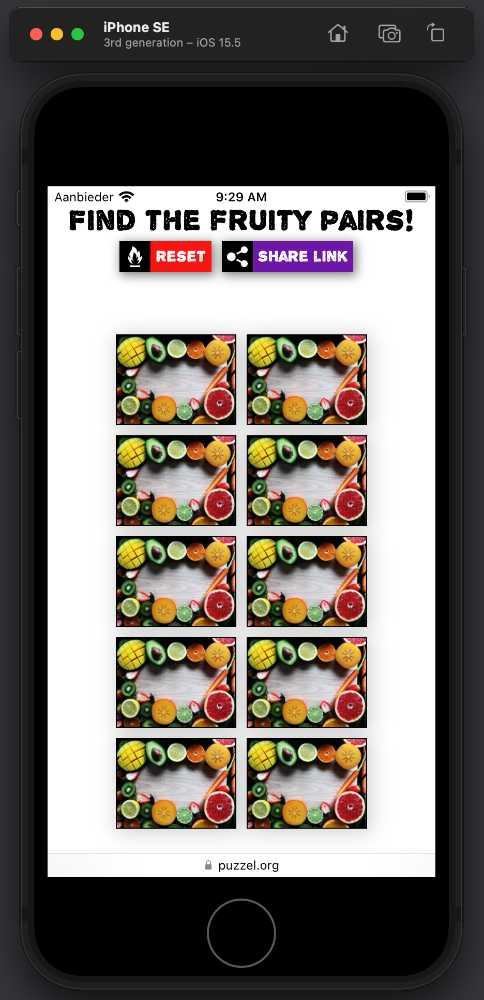 iPhone SE
3rd generation – iOS 15.5
Aanbieder 9:29 AM
FIND THE FRUITY PAIRS!
RESET SHARE LINK
puzzel.org